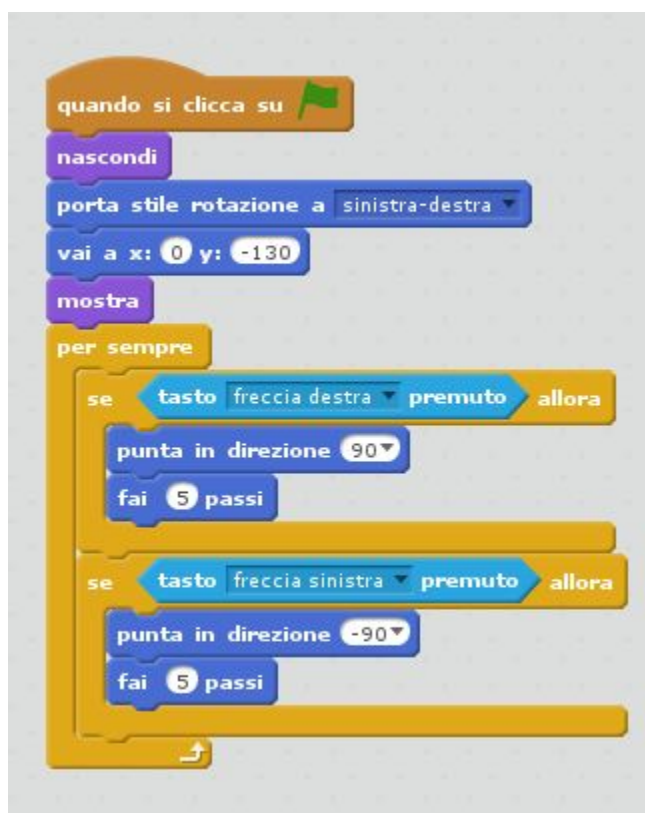 quando si clicca su
nascondi
porta stile rotazione a sinistra-destra
vai a x: 0 y: -130
mostra
per sempre
se tasto freccia destra premuto allora
punta in direzione 90
fai 5 passi
se tasto freccia sinistra premuto allora
punta in direzione -90
fai 5 passi